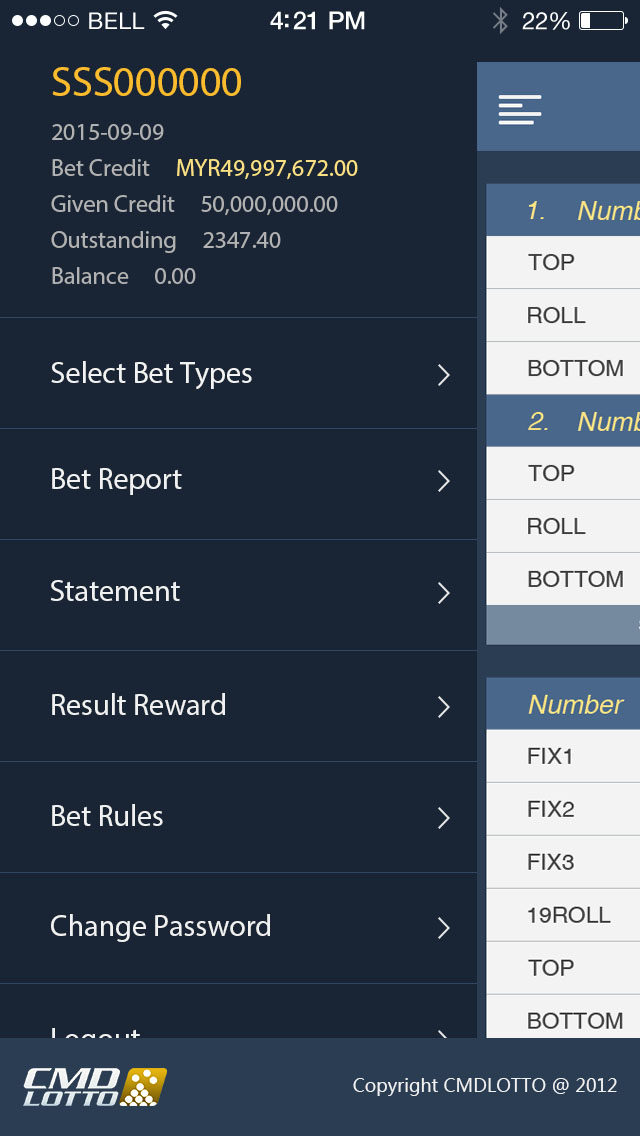 BELL 4:21 PM 22%
SSS000000
2015-09-09
Bet Credit MYR49,997,672.00
Given Credit 50,000,000.00
Outstanding 2347.40
Balance 0.00
Select Bet Types
Bet Report
Statement
Result Reward
Bet Rules
Change Password
Logout
1. Numb
TOP
ROLL
BOTTOM
2. Numb
TOP
ROLL
BOTTOM
Number
FIX1
FIX2
FIX3
19ROLL
TOP
BOTTOM
CMD
LOTTO
Copyright CMDLOTTO @ 2012